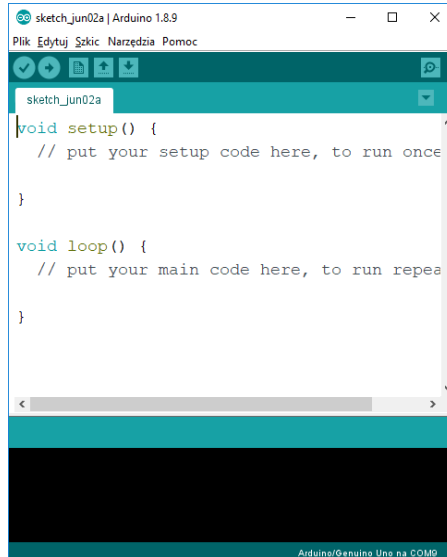 sketch_jun02a | Arduino 1.8.9
Plik Edytuj Szkic Narzędzia Pomoc
sketch_jun02a
void setup() {
// put your setup code here, to run once
}
void loop() {
// put your main code here, to run repea
}
Arduino/Genuino Uno na COM9